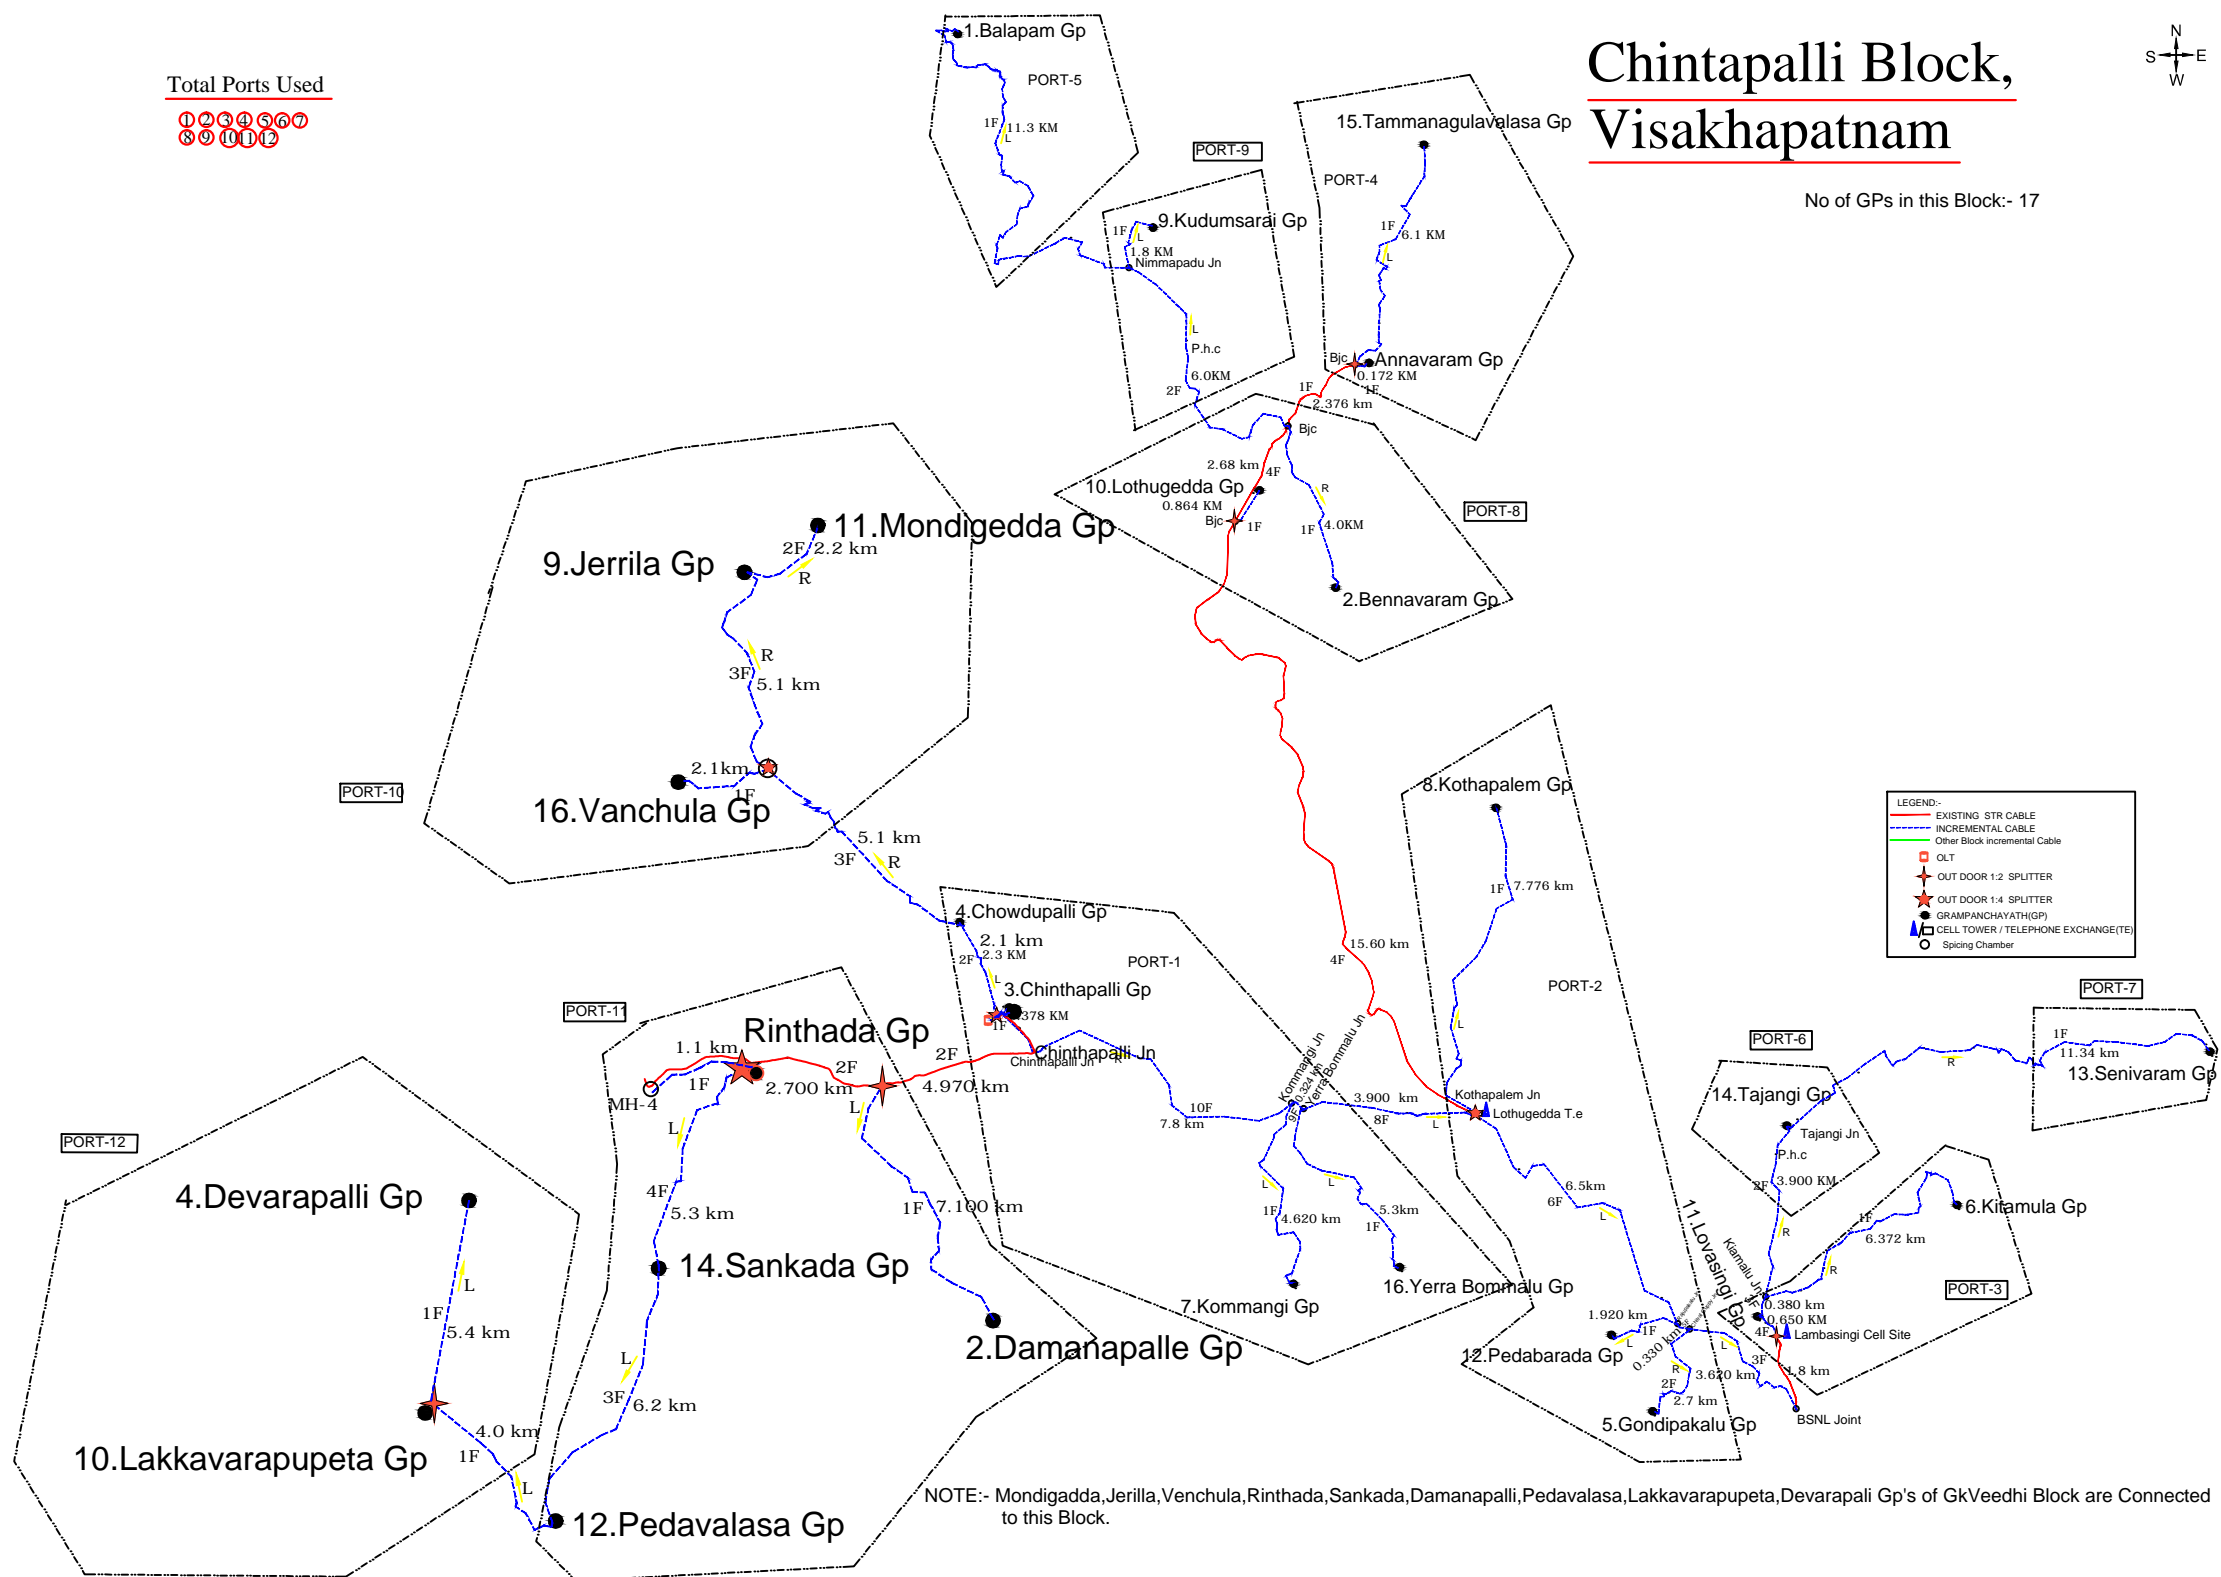 Total Ports Used
1 2 3 4 5 6 7
8 9 10 11 12
Chintapalli Block,
Visakhapatnam
N
S E
W
No of GPs in this Block:- 17
1.Balapam Gp
PORT-5
1F 11.3 KM
L
PORT-9
9.Kudumsarai Gp
1F
L
1.8 KM
Nimmapadu Jn
L
P.h.c
6.0KM
2F
15.Tammanagulavalasa Gp
PORT-4
1F
6.1 KM
L
Bjc
Annavaram Gp
0.172 KM
1F
1F
2.376 km
Bjc
2.68 km
4F
10.Lothugedda Gp
0.864 KM
Bjc
1F
R
1F
4.0KM
PORT-8
2.Bennavaram Gp
11.Mondigedda Gp
2F 2.2 km
R
9.Jerrila Gp
R
3F
5.1 km
2.1km
1F
16.Vanchula Gp
PORT-10
5.1 km
3F
R
4.Chowdupalli Gp
2.1 km
2F
2.3 KM
L
PORT-1
3.Chinthapalli Gp
.378 KM
1F
Chinthapalli Jn
Chinthapalli Jn
R
15.60 km
4F
8.Kothapalem Gp
1F
7.776 km
PORT-2
L
Kothapalem Jn
Lothugedda T.e
LEGEND:-
EXISTING STR CABLE
INCREMENTAL CABLE
Other Block incremental Cable
OLT
OUT DOOR 1:2 SPLITTER
OUT DOOR 1:4 SPLITTER
GRAMPANCHAYATH(GP)
CELL TOWER / TELEPHONE EXCHANGE(TE)
Spicing Chamber
PORT-11
Rinthada Gp
1.1 km
1F
MH-4
2.700 km
2F
2F
4.970 km
L
1F
7.100 km
2.Damanapalle Gp
L
4F
5.3 km
14.Sankada Gp
L
3F
6.2 km
12.Pedavalasa Gp
PORT-12
4.Devarapalli Gp
L
1F
5.4 km
4.0 km
1F
L
10.Lakkavarapupeta Gp
10F
7.8 km
Kommangi Jn
0.324 km
9F
Yerra Bommalu Jn
3.900 km
8F
L
L
1F
4.620 km
7.Kommangi Gp
L
5.3km
1F
16.Yerra Bommalu Gp
6.5km
6F
L
1.920 km
1F
L
12.Pedabarada Gp
0.330 km
R
2F
2.7 km
5.Gondipakalu Gp
L
3F
3.620 km
11.Lovasingi Gp
Kiamalu Jn
0.380 km
0.650 KM
4F
Lambasingi Cell Site
1.8 km
BSNL Joint
PORT-3
6.Kitamula Gp
1F
6.372 km
R
PORT-6
14.Tajangi Gp
Tajangi Jn
P.h.c
2F
3.900 KM
R
R
PORT-7
1F
11.34 km
13.Senivaram Gp
NOTE:- Mondigadda,Jerilla,Venchula,Rinthada,Sankada,Damanapalli,Pedavalasa,Lakkavarapupeta,Devarapali Gp's of GkVeedhi Block are Connected
to this Block.